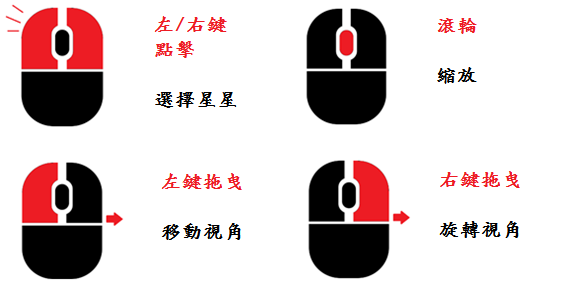 左/右鍵
點擊
選擇星星
滾輪
缩放
左鍵拖曳
移動視角
右鍵拖曳
旋轉視角